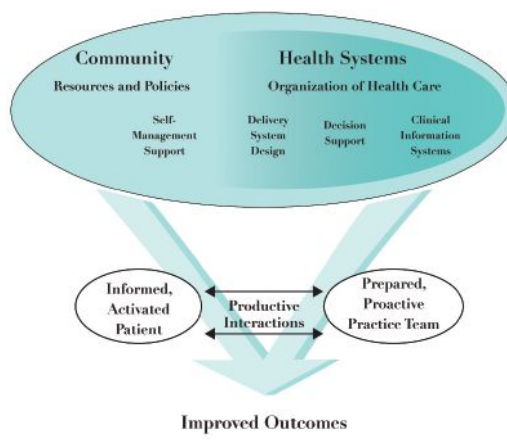 Community
Resources and Policies
Health Systems
Organization of Health Care
Self-
Management
Support
Delivery
System
Design
Decision
Support
Clinical
Information
Systems
Informed,
Activated
Patient
Productive
Interactions
Prepared,
Proactive
Practice Team
Improved Outcomes